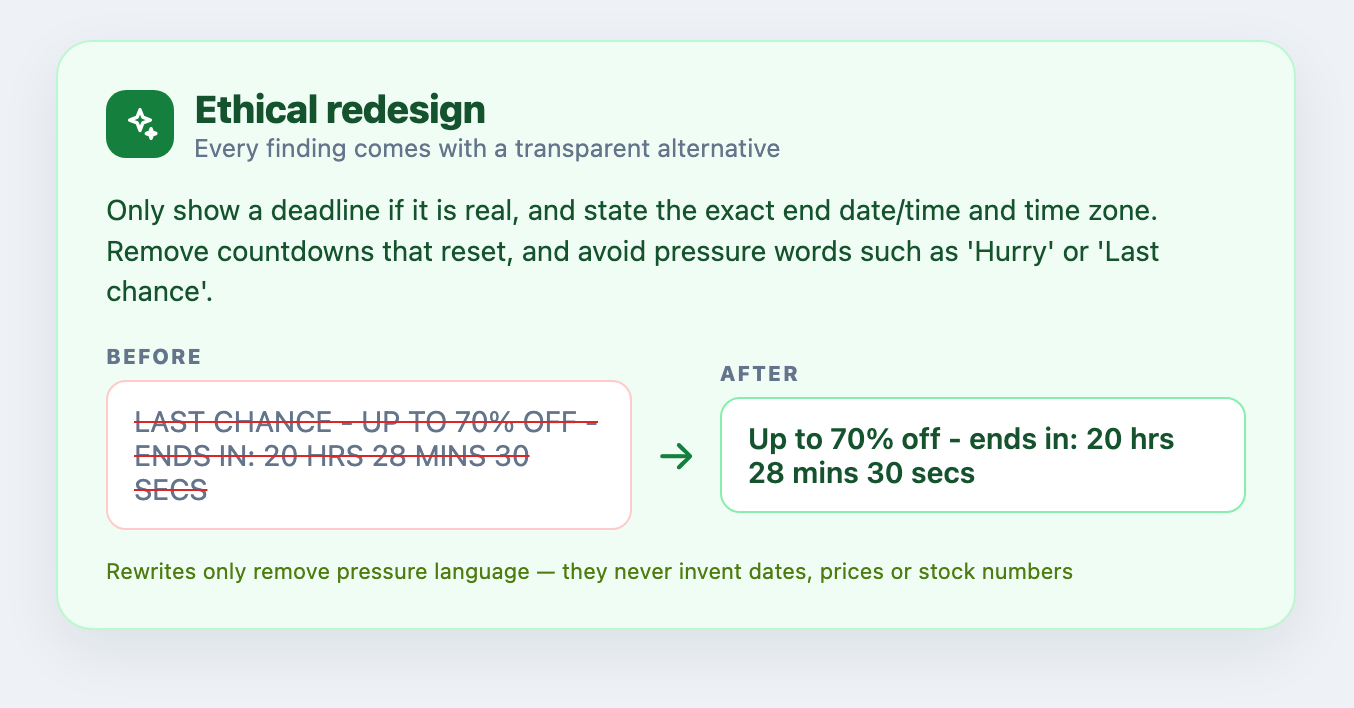 Ethical redesign
Every finding comes with a transparent alternative
Only show a deadline if it is real, and state the exact end date/time and time zone.
Remove countdowns that reset, and avoid pressure words such as 'Hurry' or 'Last
chance'.
BEFORE
LAST CHANCE - UP TO 70% OFF -
ENDS IN: 20 HRS 28 MINS 30
SECS
AFTER
Up to 70% off - ends in: 20 hrs
28 mins 30 secs
Rewrites only remove pressure language — they never invent dates, prices or stock numbers